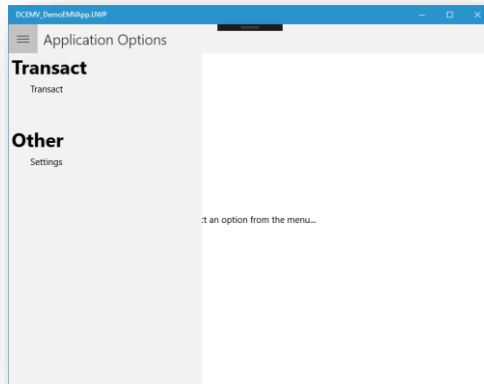 DCEMV_DemoEMVApp.UWP
Application Options
Transact
Transact
Other
Settings
an option from the menu...